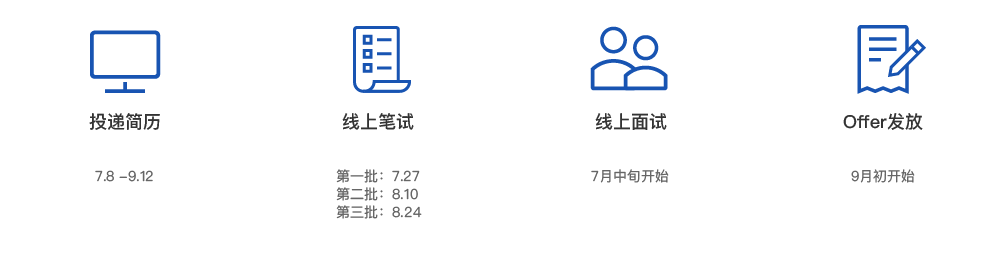 投递简历
7.8 –9.12
线上笔试
第一批：7.27
第二批：8.10
第三批：8.24
线上面试
7月中旬开始
Offer发放
9月初开始